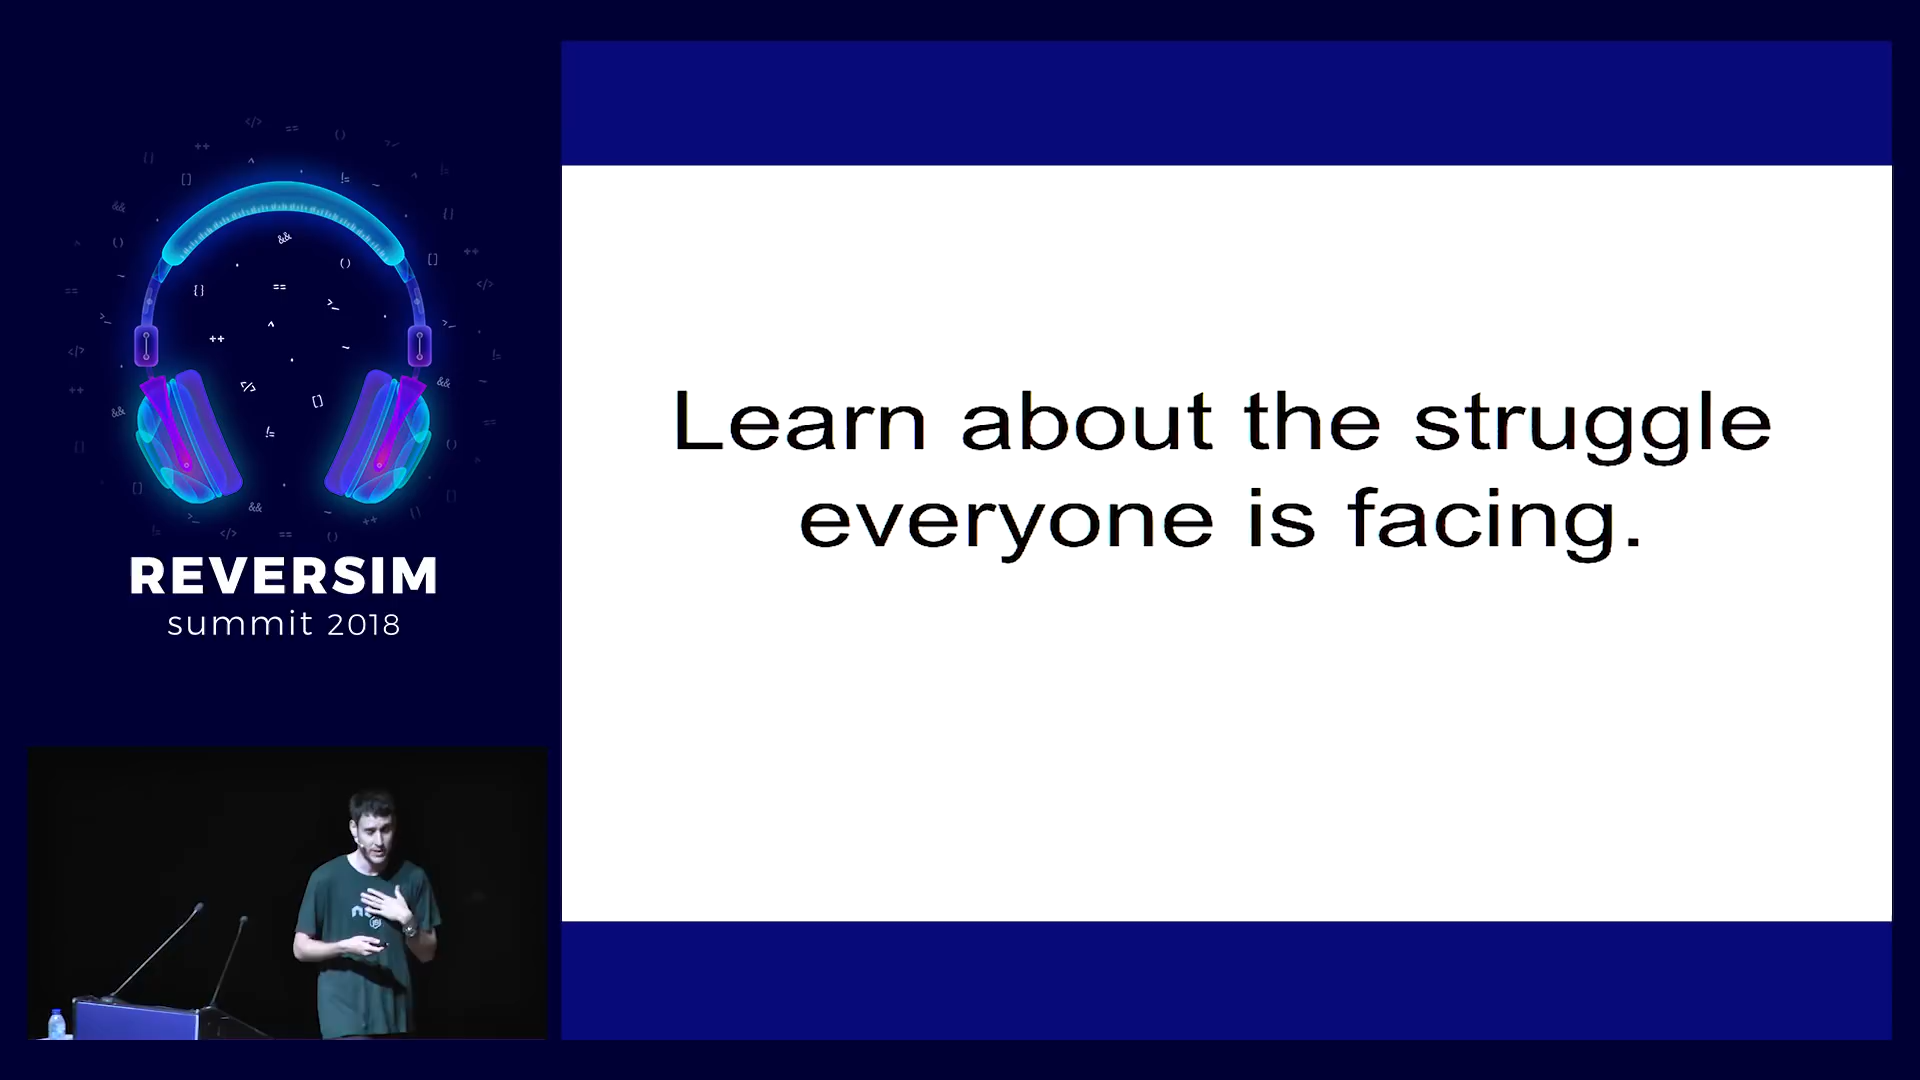 REVERSIM
summit 2018
Learn about the struggle
everyone is facing.